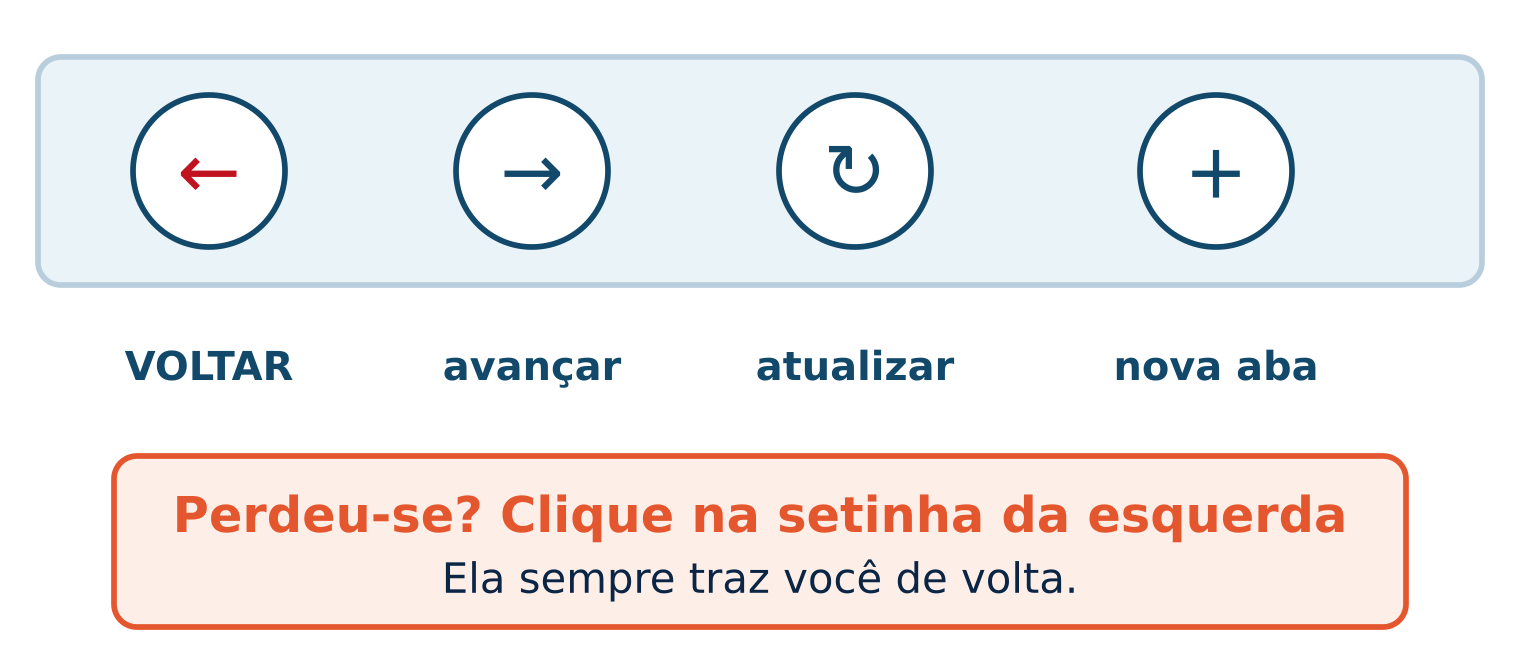 ← → ↻ +
VOLTAR avançar atualizar nova aba
Perdeu-se? Clique na setinha da esquerda
Ela sempre traz você de volta.